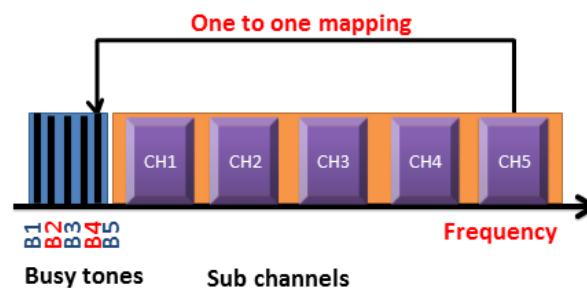 One to one mapping
CH1 CH2 CH3 CH4 CH5
B1 B2 B3 B4 B5
Frequency
Busy tones Sub channels